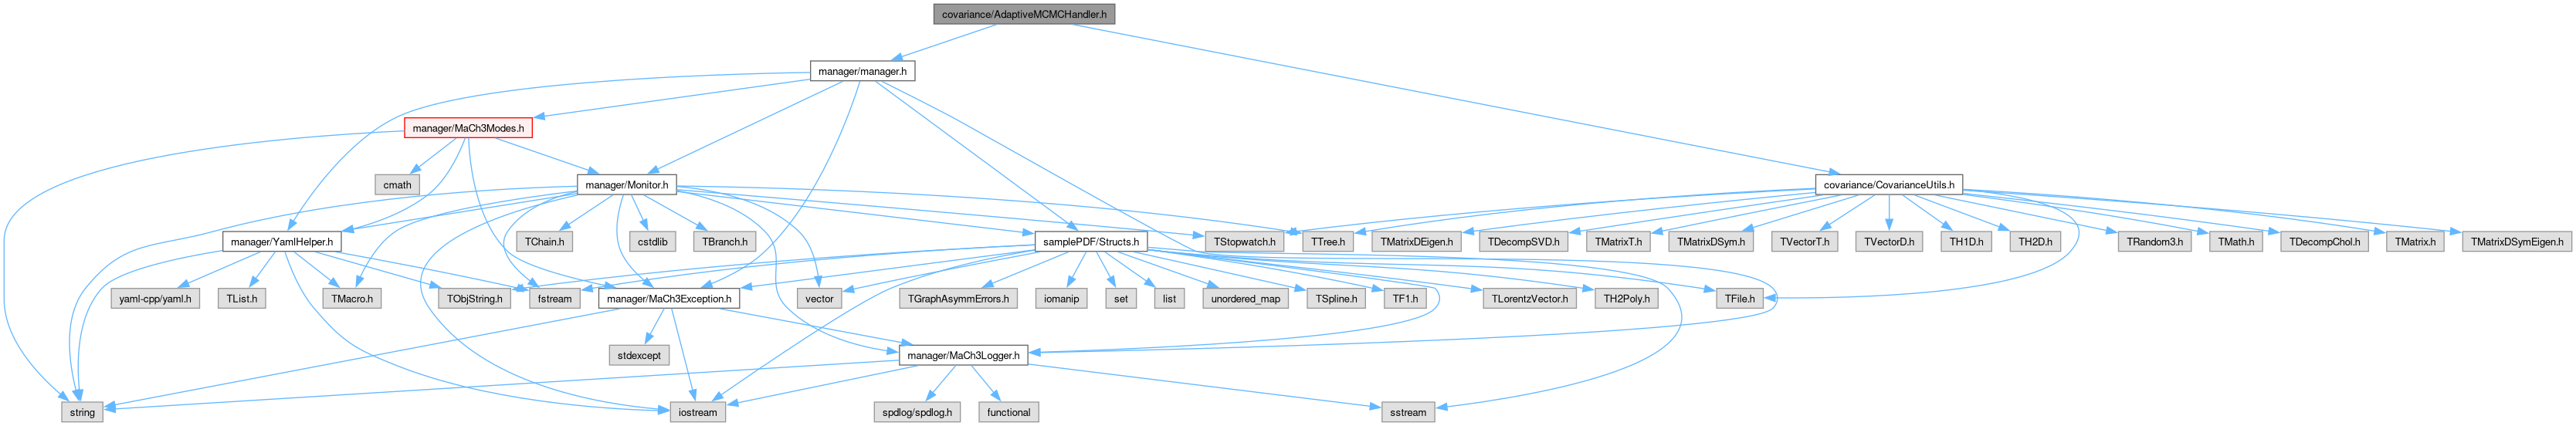 covariance/AdaptiveMCMCHandler.h
manager/manager.h
manager/MaCh3Modes.h
cmath
manager/Monitor.h
covariance/CovarianceUtils.h
manager/YamlHelper.h
TChain.h
cstdlib
TBranch.h
samplePDF/Structs.h
TStopwatch.h
TTree.h
TMatrixDEigen.h
TDecompSVD.h
TMatrixT.h
TMatrixDSym.h
TVectorT.h
TVectorD.h
TH1D.h
TH2D.h
TRandom3.h
TMath.h
TDecompChol.h
TMatrix.h
TMatrixDSymEigen.h
yaml-cpp/yaml.h
TList.h
TMacro.h
TObjString.h
fstream
manager/MaCh3Exception.h
vector
TGraphAsymmErrors.h
iomanip
set
list
unordered_map
TSpline.h
TF1.h
TLorentzVector.h
TH2Poly.h
TFile.h
stdexcept
manager/MaCh3Logger.h
string
iostream
spdlog/spdlog.h
functional
sstream